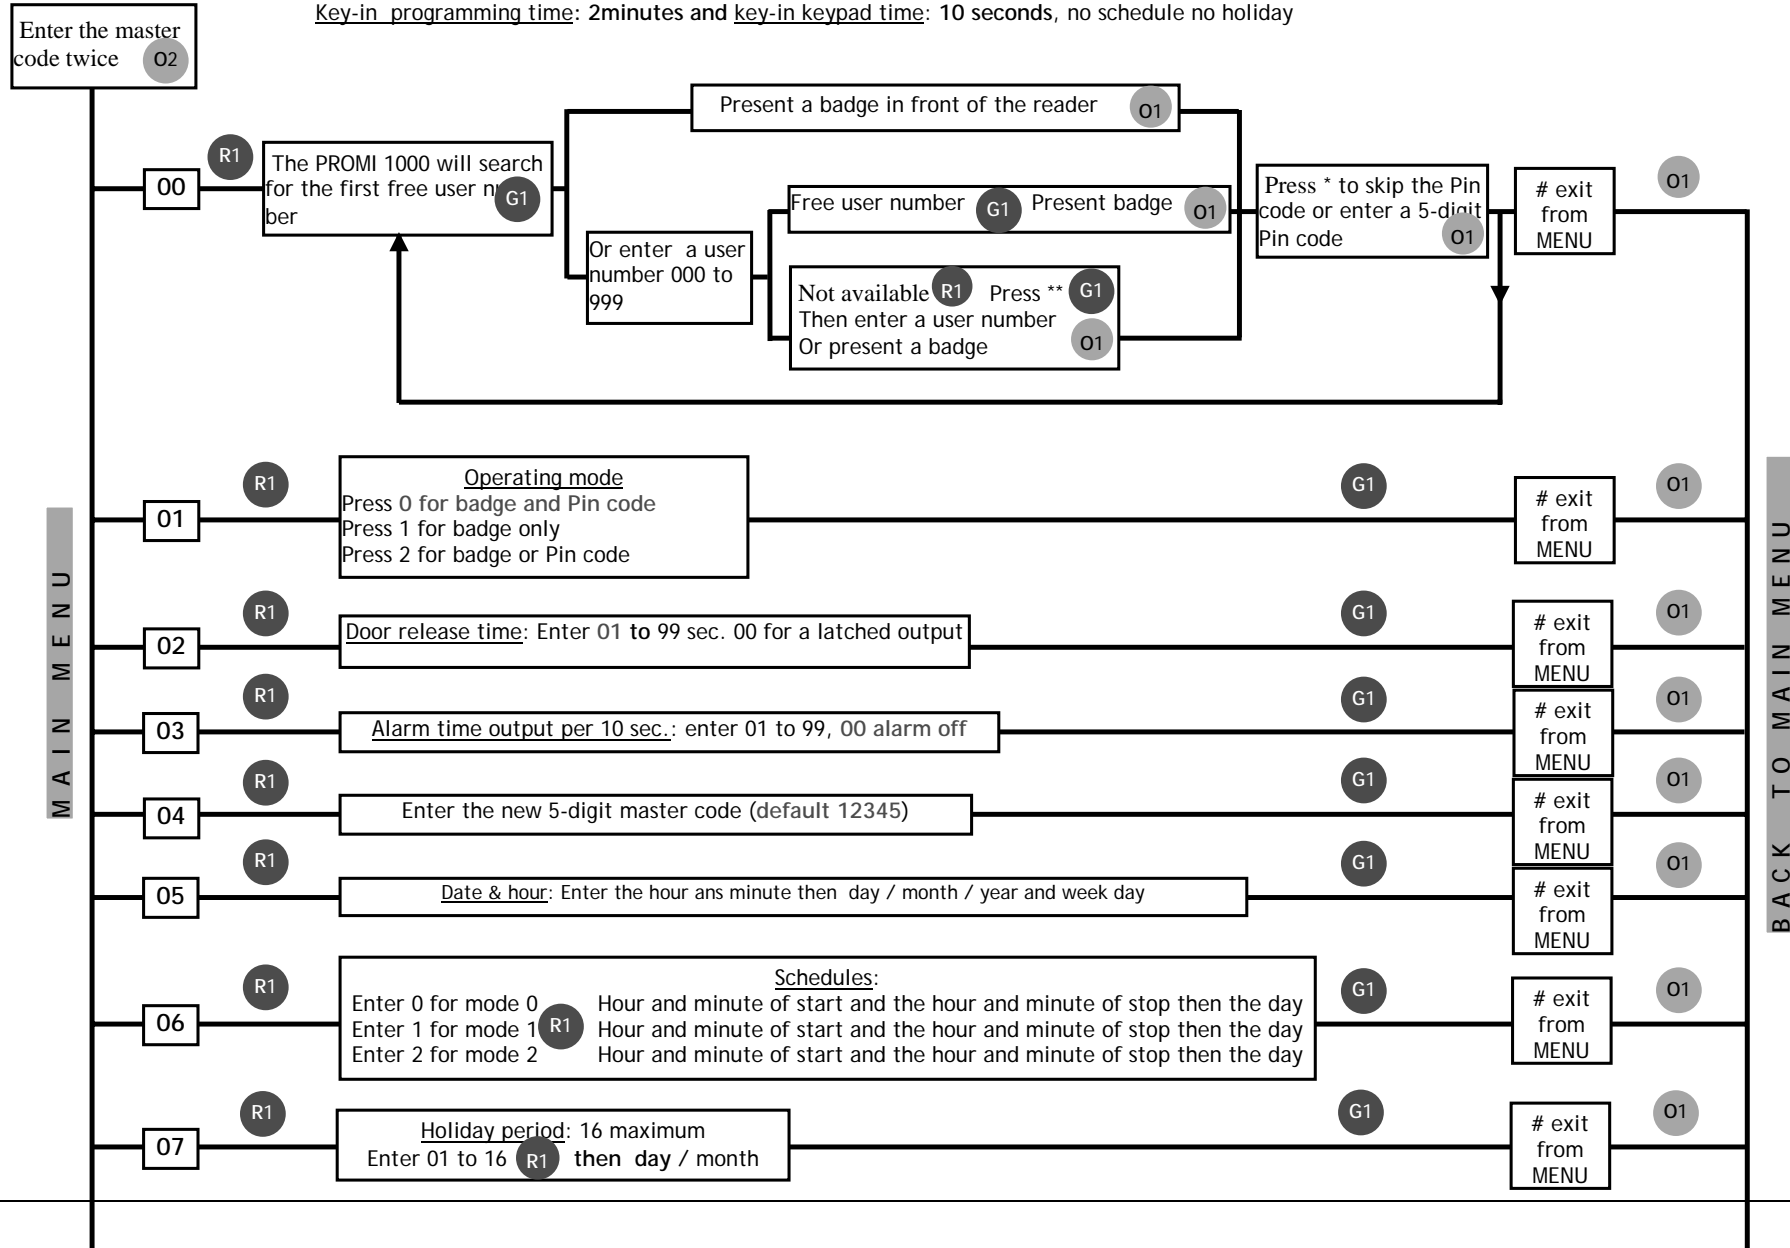 Key-in programming time: 2minutes and key-in keypad time: 10 seconds, no schedule no holiday
Enter the master
code twice O2
MAIN MENU
BACK TO MAIN MENU
00
R1
The PROMI 1000 will search
for the first free user n
ber
G1
Present a badge in front of the reader O1
Or enter a user
number 000 to
999
Free user number G1 Present badge O1
Not available R1 Press ** G1
Then enter a user number
Or present a badge O1
Press * to skip the Pin
code or enter a 5-digit
Pin code O1
# exit
from
MENU
O1
01
R1
Operating mode
Press 0 for badge and Pin code
Press 1 for badge only
Press 2 for badge or Pin code
G1
# exit
from
MENU
O1
02
R1
Door release time: Enter 01 to 99 sec. 00 for a latched output
G1
# exit
from
MENU
O1
03
R1
Alarm time output per 10 sec.: enter 01 to 99, 00 alarm off
G1
# exit
from
MENU
O1
04
R1
Enter the new 5-digit master code (default 12345)
G1
# exit
from
MENU
O1
05
R1
Date & hour: Enter the hour ans minute then day / month / year and week day
G1
# exit
from
MENU
O1
06
R1
Schedules:
Enter 0 for mode 0 Hour and minute of start and the hour and minute of stop then the day
Enter 1 for mode 1 R1 Hour and minute of start and the hour and minute of stop then the day
Enter 2 for mode 2 Hour and minute of start and the hour and minute of stop then the day
G1
# exit
from
MENU
O1
07
R1
Holiday period: 16 maximum
Enter 01 to 16 R1 then day / month
G1
# exit
from
MENU
O1